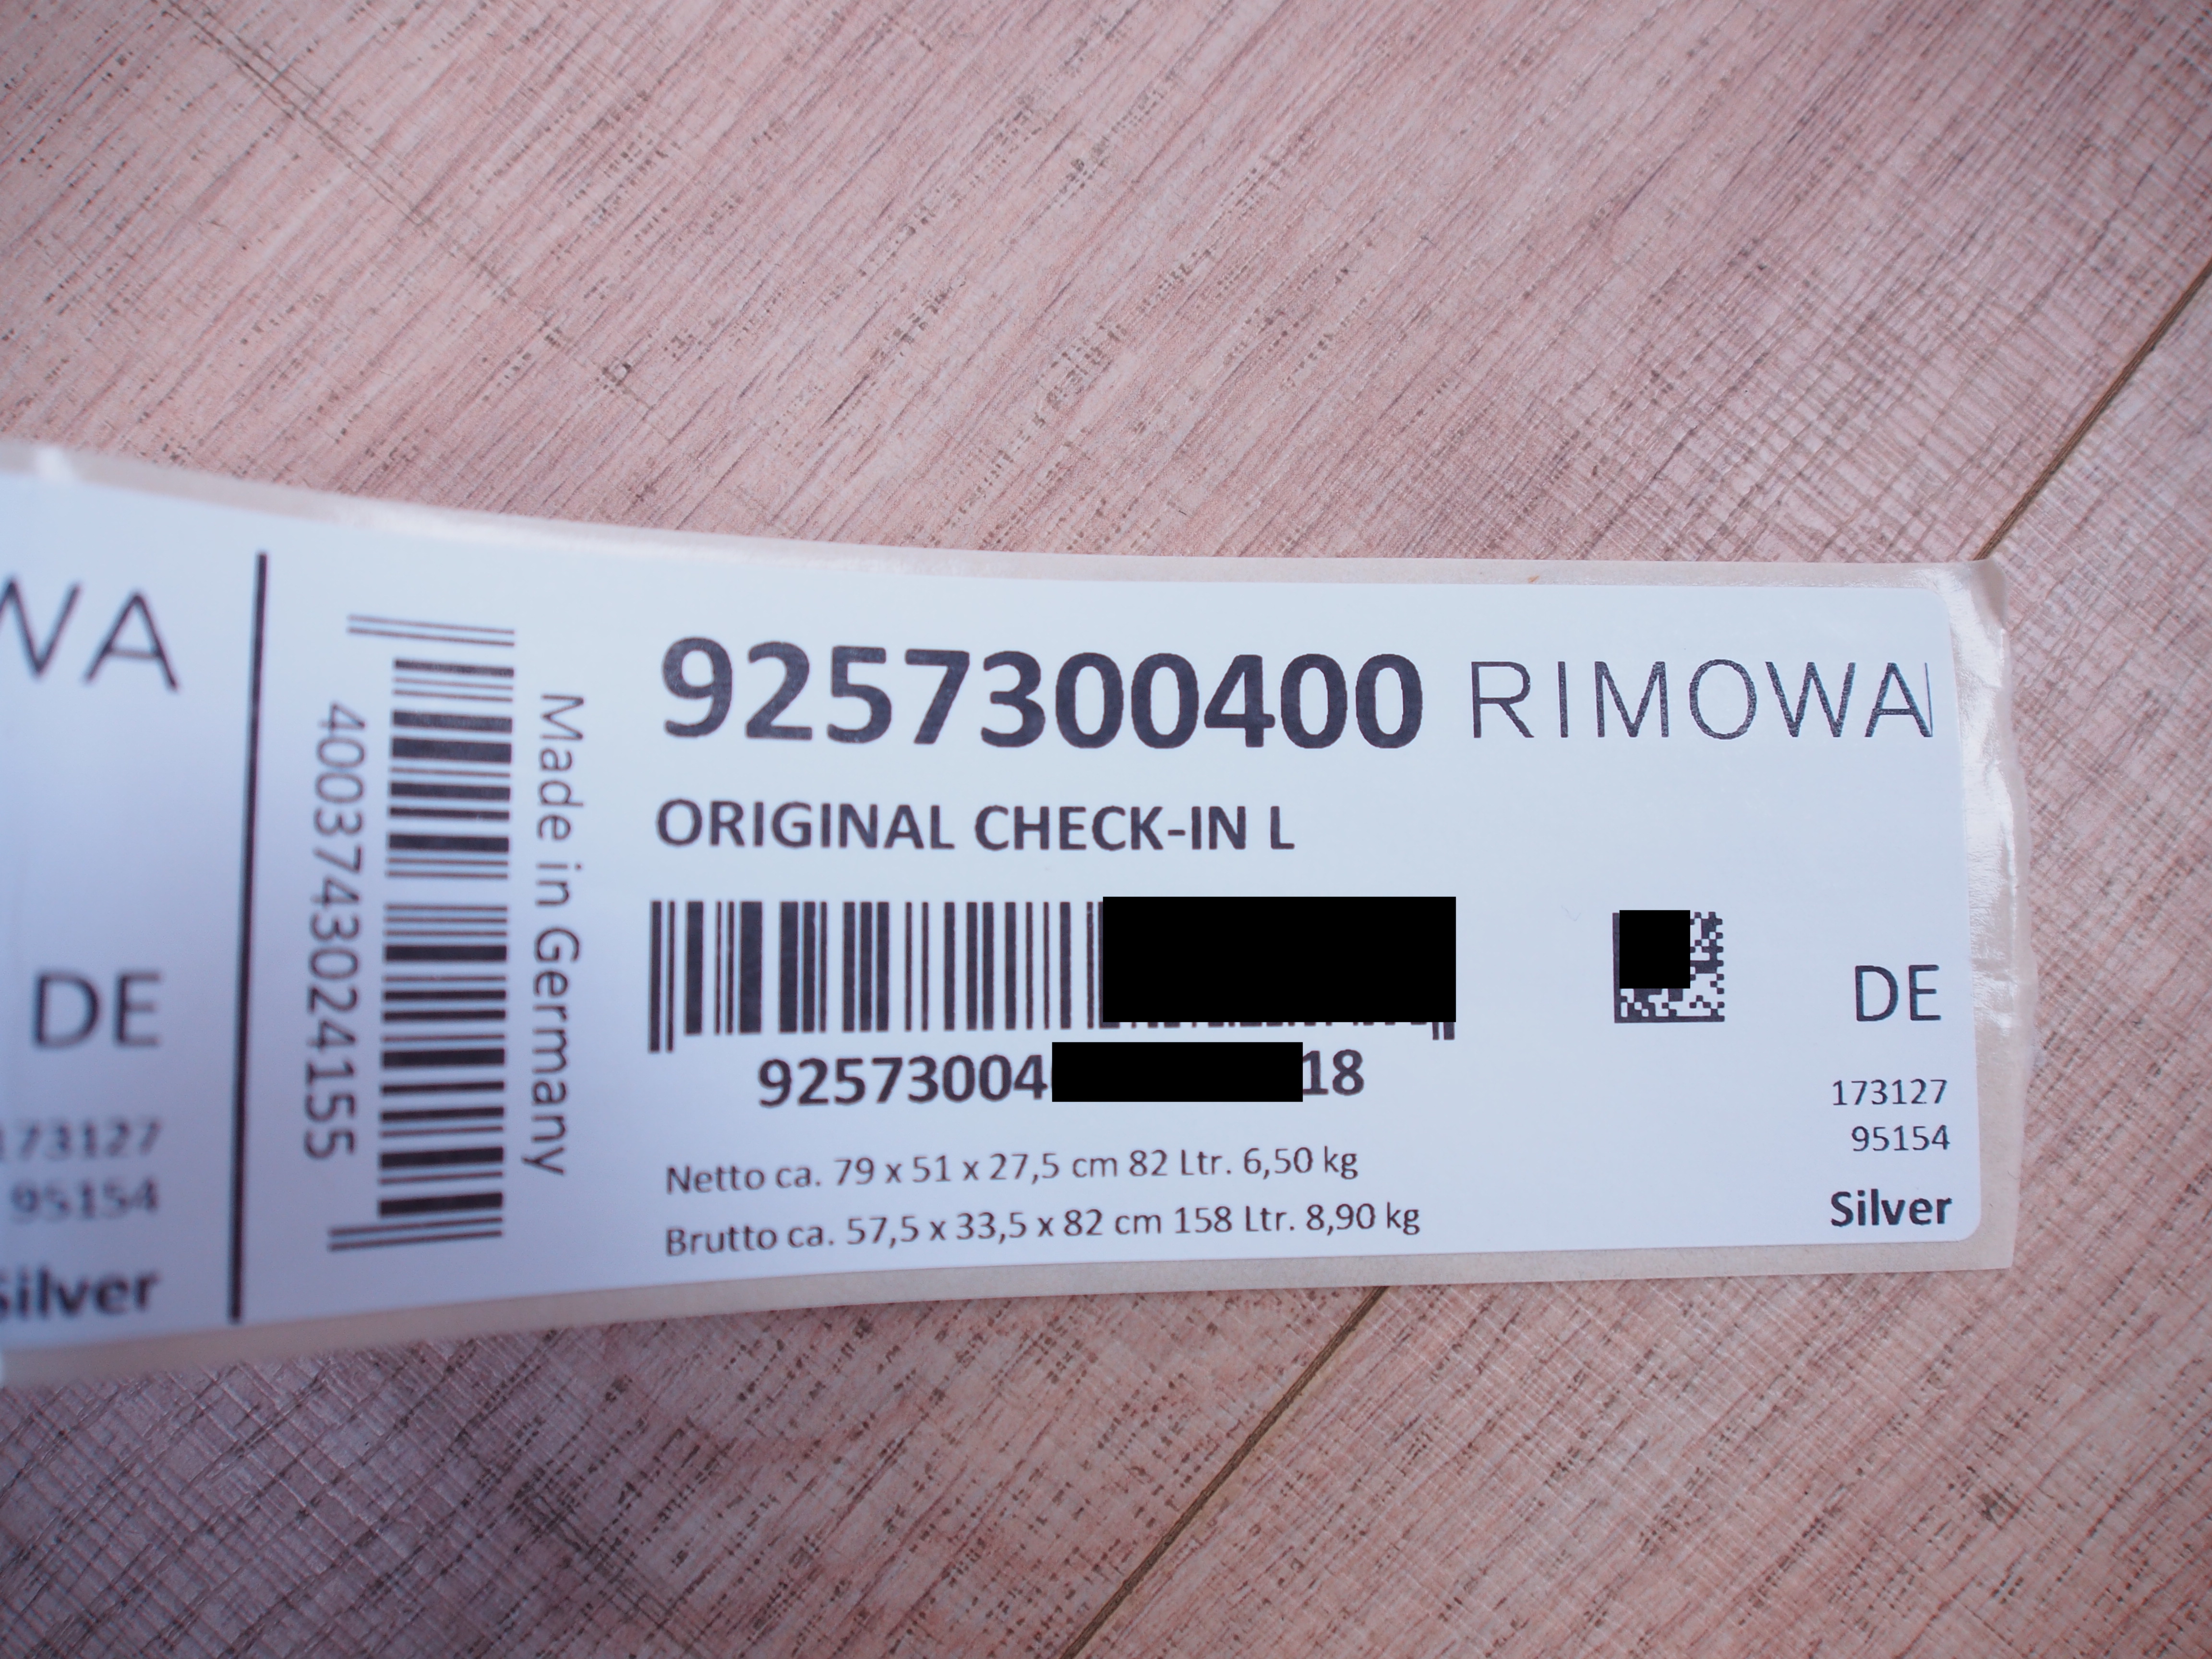 WA
DE
173127
95154
Silver
4003743024155
Made in Germany
9257300400 RIMOWA
ORIGINAL CHECK-IN L
92573004
18
Netto ca. 79 x 51 x 27,5 cm 82 Ltr. 6,50 kg
Brutto ca. 57,5 x 33,5 x 82 cm 158 Ltr. 8,90 kg
DE
173127
95154
Silver